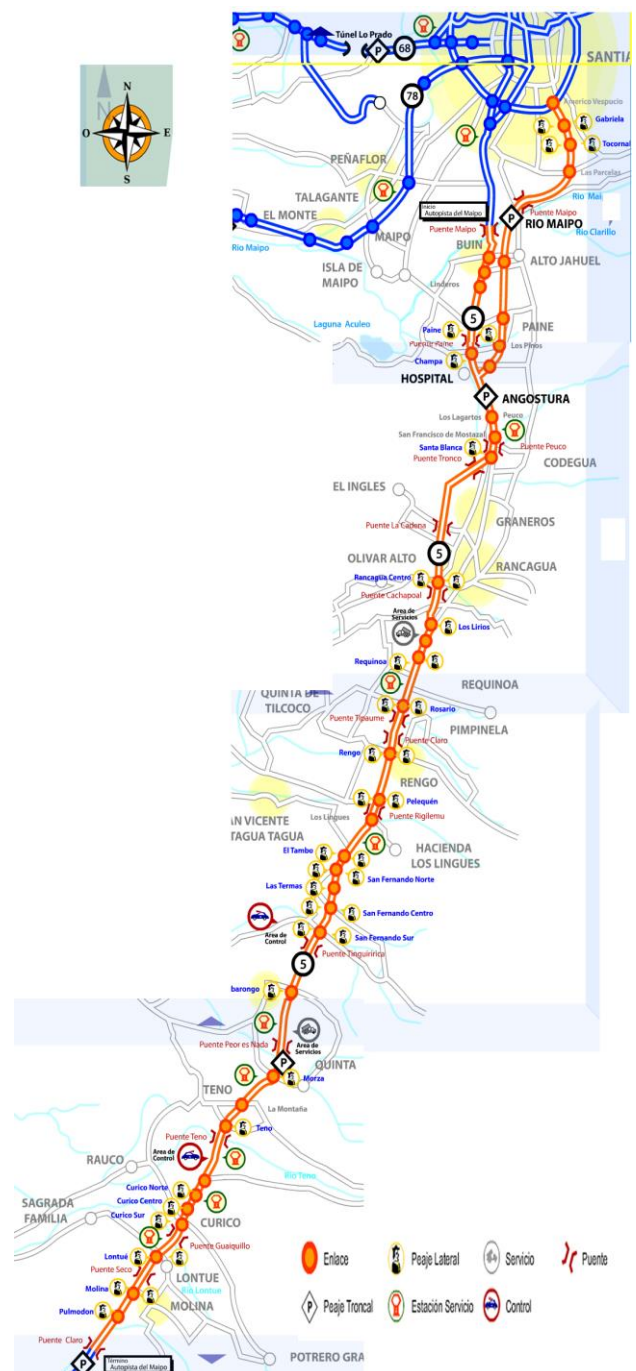 N
N
O
E
S
Túnel Lo Prado
P
68
SANTIA
78
Americo Vespucio
Gabriela
Tocornal
PEÑAFLOR
Las Parcelas
TALAGANTE
Rio Mai
EL MONTE
Inicio
Autopista del Maipo
Puente Maipo
P
RIO MAIPO
Rio Clarillo
Puente Maipo
Rio Maipo
MAIPO
BUIN
ALTO JAHUEL
ISLA DE
MAIPO
Linderos
Laguna Aculeo
5
PAINE
Paine
Puente Paine
Los Pinos
Champa
HOSPITAL
P
ANGOSTURA
Los Lagartos
Peuco
San Francisco de Mostazal
Santa Blanca
Puente Peuco
Puente Tronco
CODEGUA
EL INGLES
GRANEROS
Puente La Cadena
5
OLIVAR ALTO
RANCAGUA
Rancagua Centro
Puente Cachapoal
Area de
Servicios
Los Lirios
Requinoa
REQUINOA
QUINTA DE
TILCOCO
Rosario
Puente Tipaume
PIMPINELA
Puente Claro
Rengo
RENGO
Pelequén
AN VICENTE
TAGUA TAGUA
Los Lingues
Puente Rigilemu
HACIENDA
LOS LINGUES
El Tambo
San Fernando Norte
Las Termas
San Fernando Centro
Area de
Control
San Fernando Sur
Puente Tinguiririca
5
barongo
Puente Peor es Nada
Area de
Servicios
P
QUINTA
Morza
TENO
La Montaña
Teno
Puente Teno
Area de
Control
RAUCO
Rio Teno
Curico Norte
Curico Centro
Curico Sur
SAGRADA
FAMILIA
CURICO
Puente Guaiquillo
Lontué
Puente Seco
LONTUE
Rio Lontue
Molina
MOLINA
Pulmodon
Puente Claro
P
Término
Autopista del Maipo
POTRERO GRA
Enlace
Peaje Lateral
Servicio
Puente
P
Peaje Troncal
Estación Servicio
Control